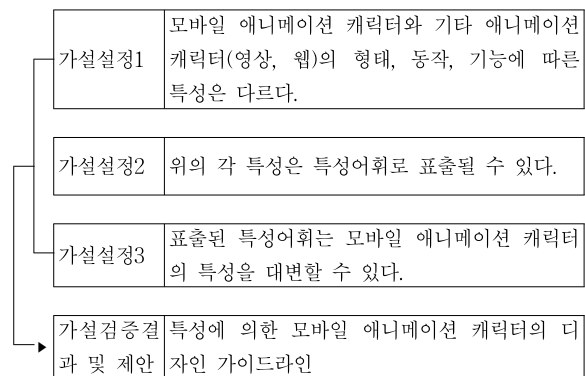 가설설정1
모바일 애니메이션 캐릭터와 기타 애니메이션
캐릭터(영상, 웹)의 형태, 동작, 기능에 따른
특성은 다르다.
가설설정2
위의 각 특성은 특성어휘로 표출될 수 있다.
가설설정3
표출된 특성어휘는 모바일 애니메이션 캐릭터
의 특성을 대변할 수 있다.
가설검증결
과 및 제안
특성에 의한 모바일 애니메이션 캐릭터의 디
자인 가이드라인